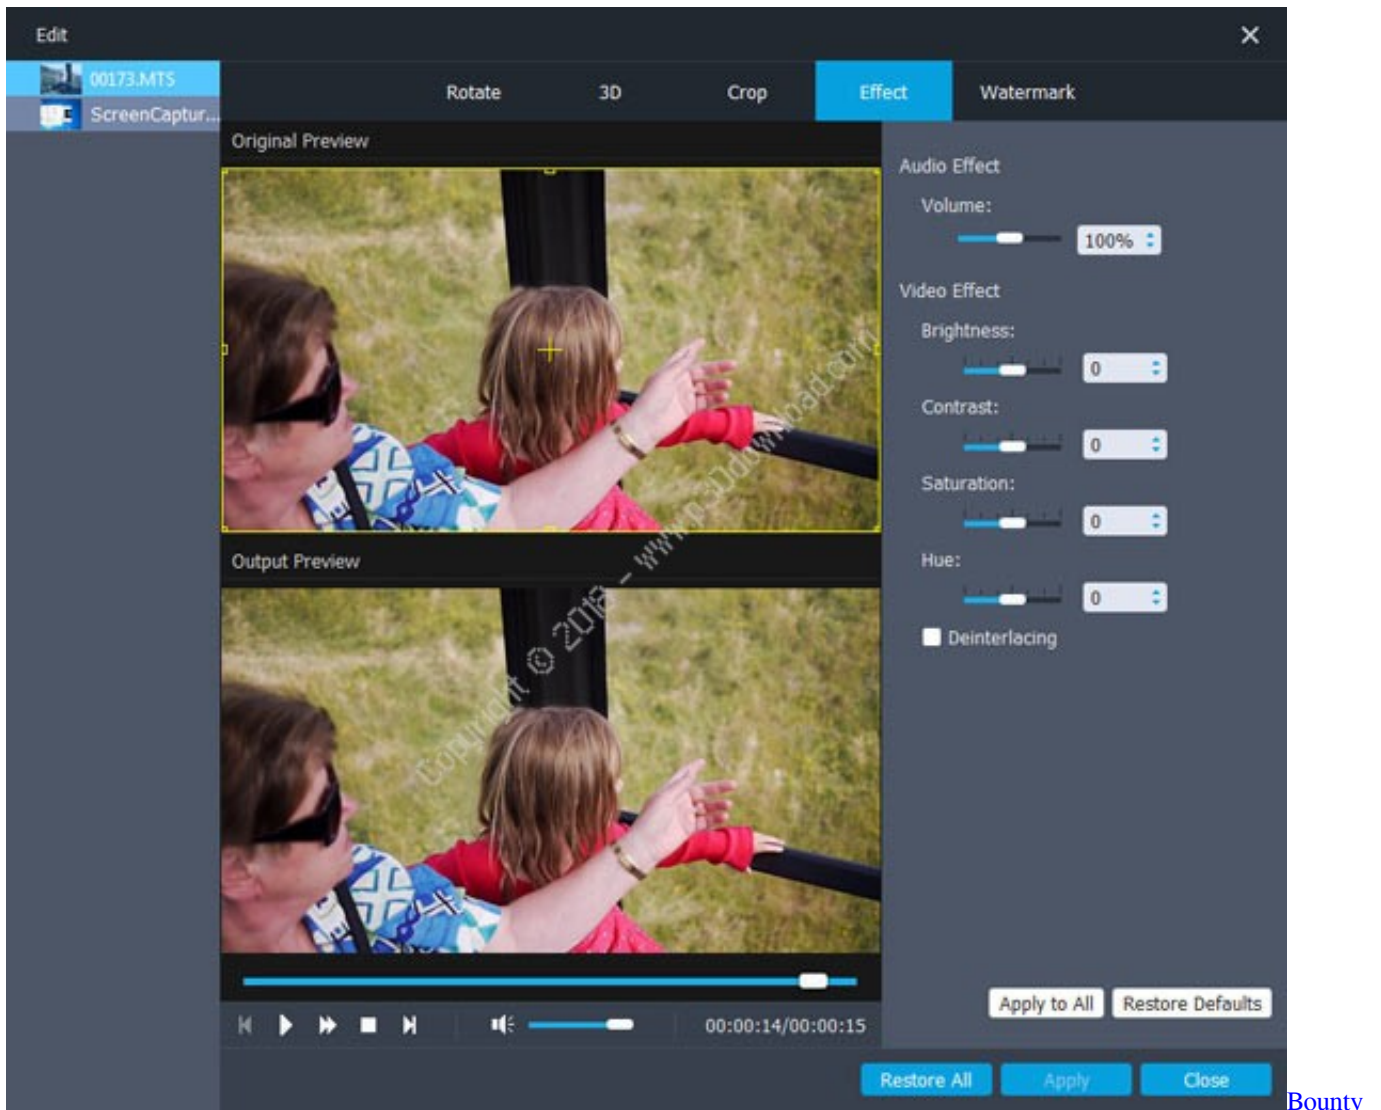 Edit
00173.MTS
ScreenCaptur...
Rotate
3D
Crop
Effect
Watermark
Original Preview
Audio Effect
Volume:
100%
Video Effect
Brightness:
0
Contrast:
0
Saturation:
0
Hue:
0
Deinterlacing
Output Preview
Copyright © 2018 - www.p30download.com
00:00:14/00:00:15
Apply to All
Restore Defaults
Restore All
Apply
Close
Bounty